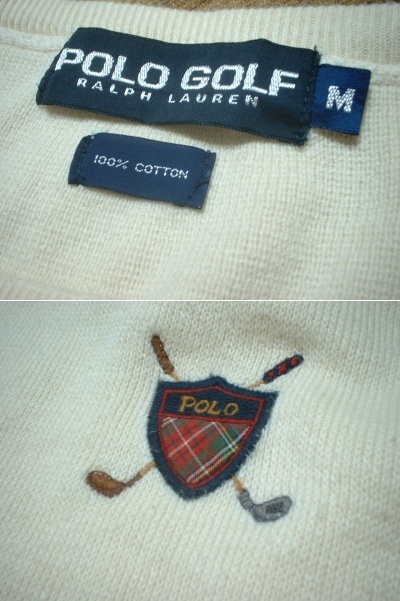 POLO GOLF
RALPH LAUREN
M
100% COTTON
POLO